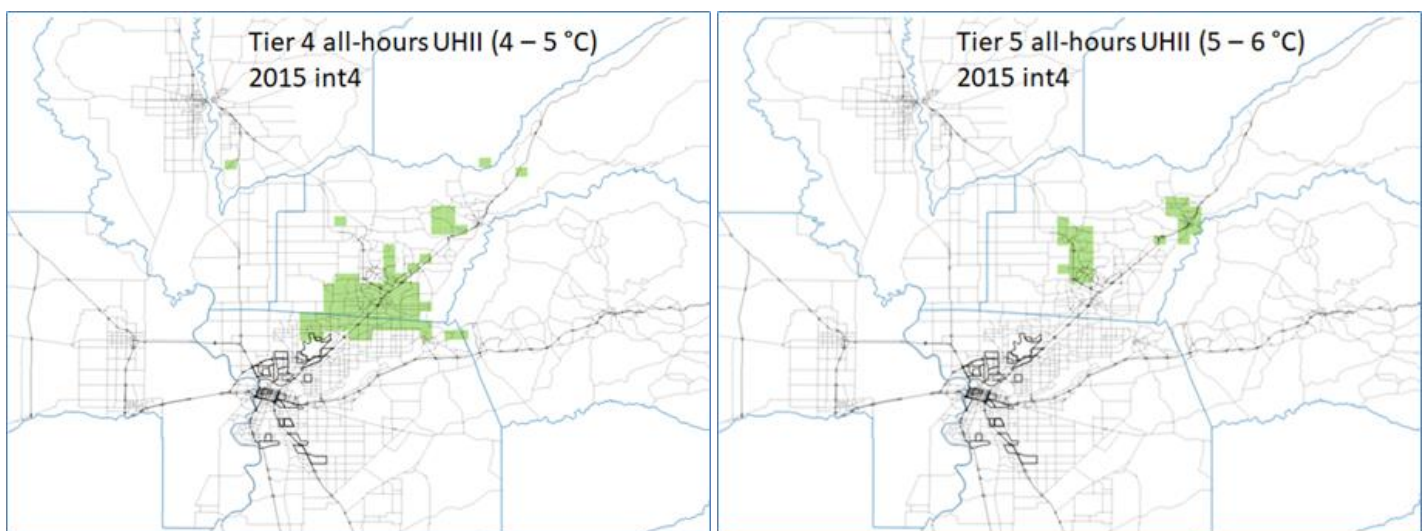 Tier 4 all-hours UHII (4 – 5 °C)
2015 int4
Tier 5 all-hours UHII (5 – 6 °C)
2015 int4